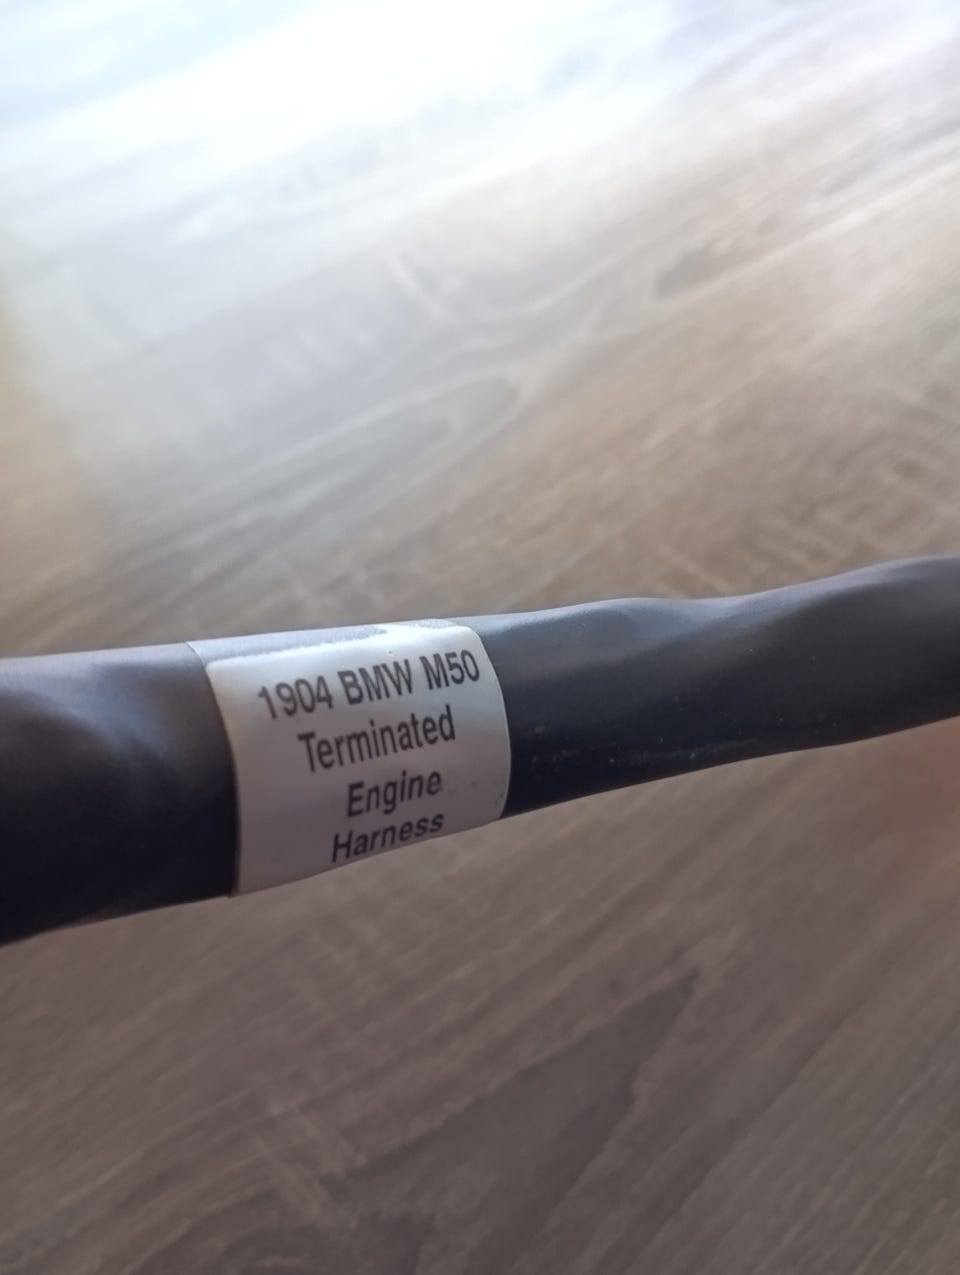 1904 BMW M50
Terminated
Engine
Harness